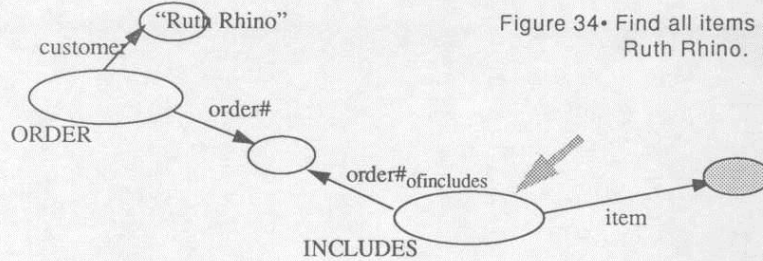 "Ruth Rhino"
Figure 34• Find all items
Ruth Rhino.
customer
order#
ORDER
order#ofincludes
item
INCLUDES